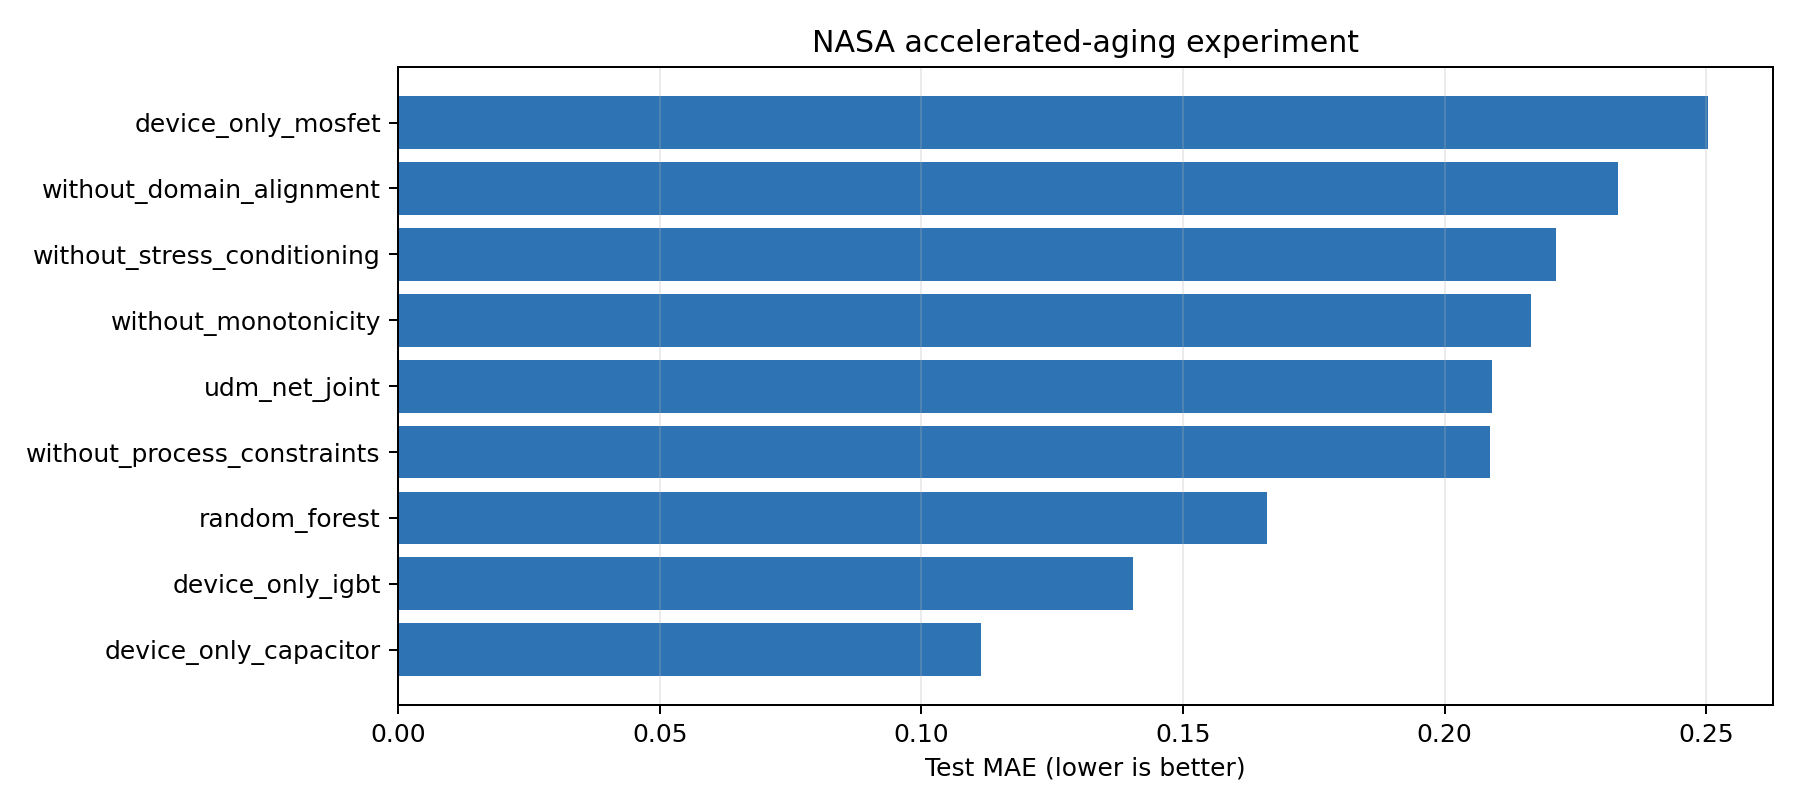 NASA accelerated-aging experiment
device_only_mosfet
without_domain_alignment
without_stress_conditioning
without_monotonicity
udm_net_joint
without_process_constraints
random_forest
device_only_igbt
device_only_capacitor
0.00 0.05 0.10 0.15 0.20 0.25
Test MAE (lower is better)